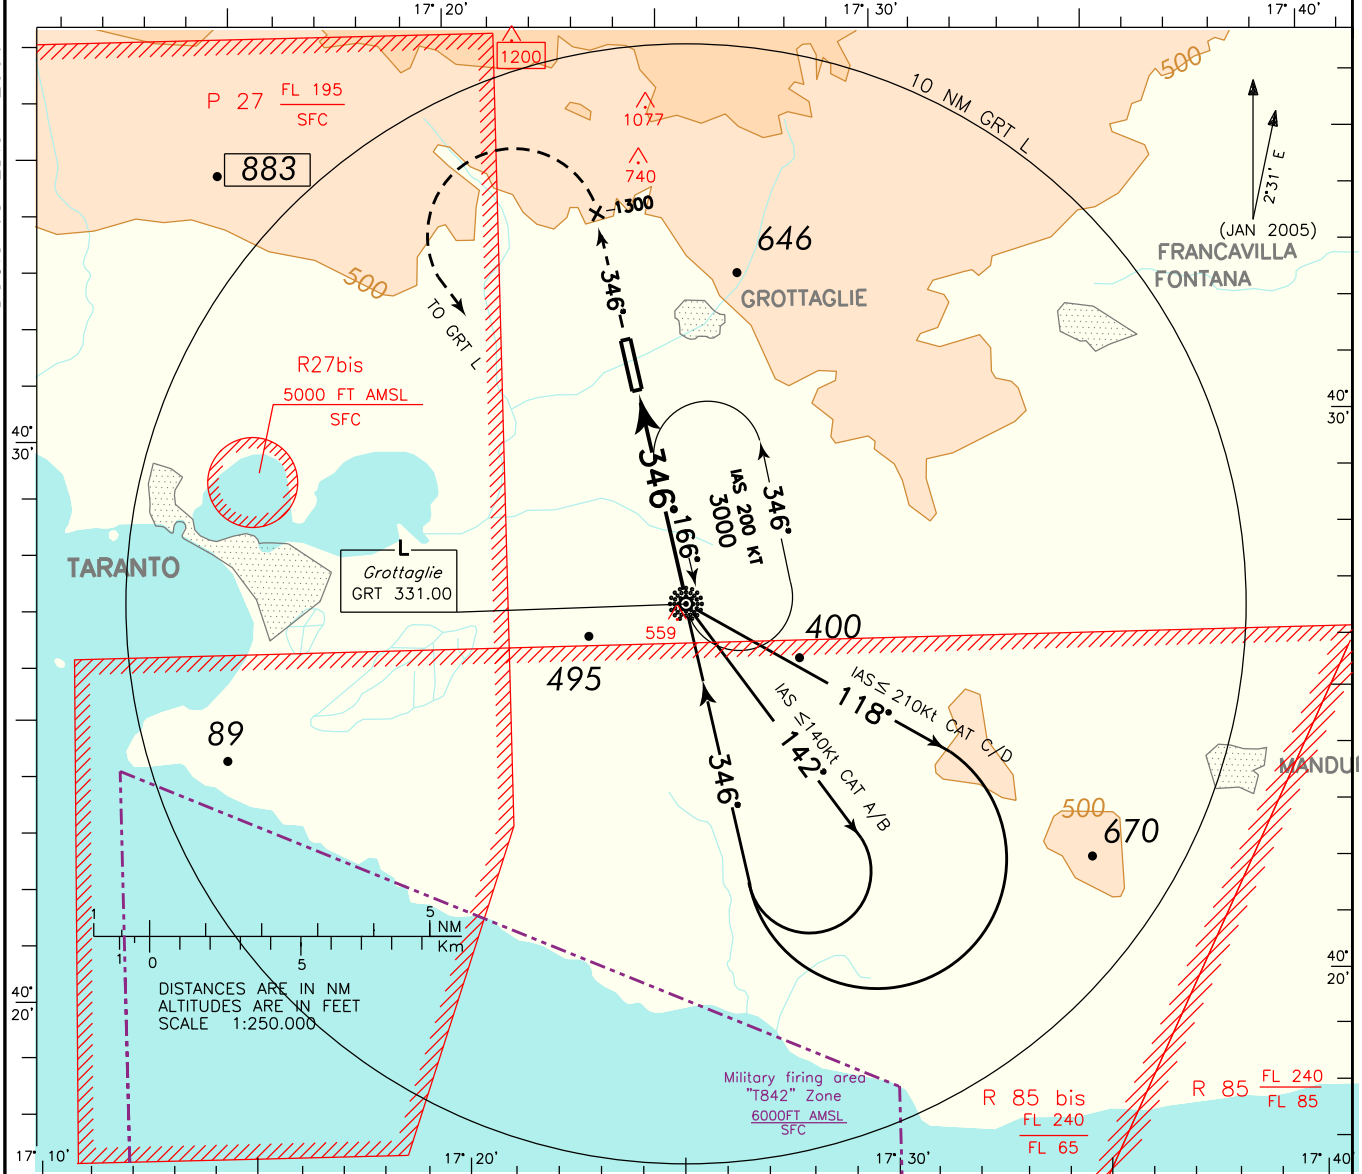 17° 20'
17° 30'
17° 40'
1200
500
10 NM GRT L
P 27 FL 195
SFC
1077
883
740
2°31' E
-1300
(JAN 2005)
646
FRANCAVILLA
FONTANA
500
346°
GROTTAGLIE
TO GRT L
R27bis
5000 FT AMSL
SFC
40°
30'
40°
30'
346°
IAS 200 KT
3000
346°
166°
L
Grottaglie
GRT 331.00
TARANTO
559
400
495
IAS ≤ 210Kt CAT C/D
118°
IAS ≤140Kt CAT A/B
142°
346°
89
MANDU
500
670
1
5
NM
Km
1
0
5
DISTANCES ARE IN NM
ALTITUDES ARE IN FEET
SCALE 1:250.000
40°
20'
40°
20'
Military firing area
"T842" Zone
6000FT AMSL
SFC
R 85 bis
FL 240
FL 65
R 85 FL 240
FL 85
17° 10'
17° 20'
17° 30'
17° 40'